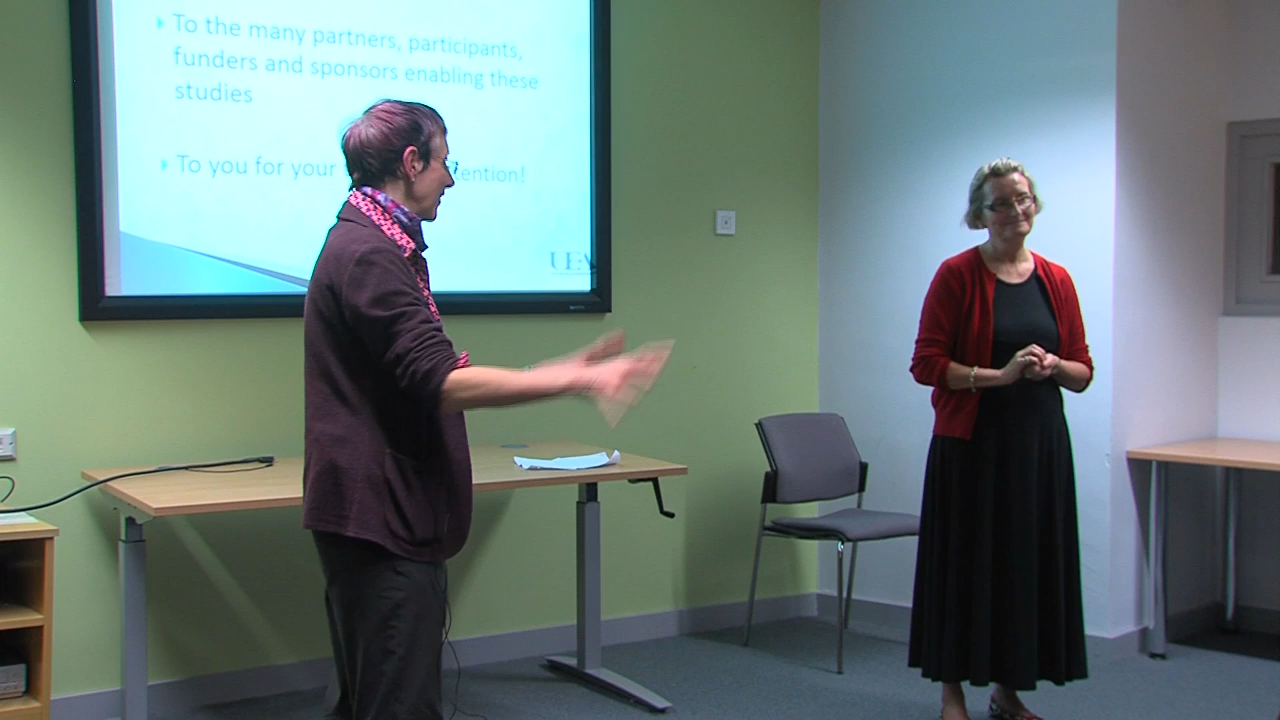 To the many partners, participants,
funders and sponsors enabling these
studies
To you for your
ention!
UEA